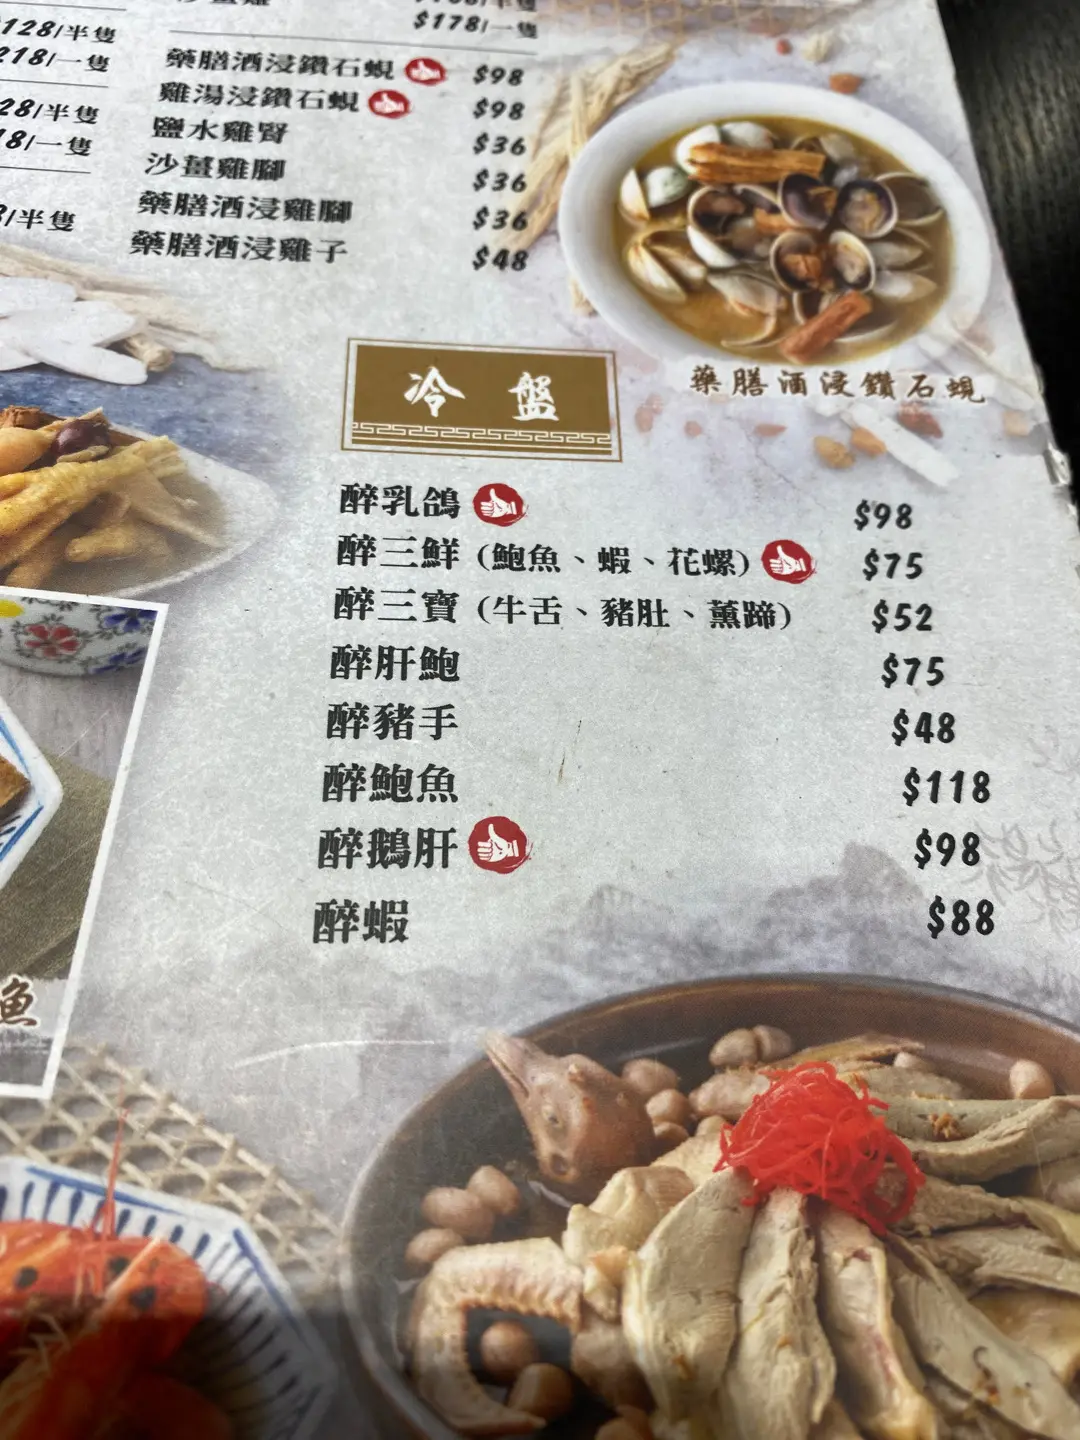 128/半隻
218/一隻
28/半隻
18/一隻
/半隻
$178/一隻
藥膳酒浸鑽石蜆 $98
雞湯浸鑽石蜆 $98
鹽水雞腎 $36
沙薑雞腳 $36
藥膳酒浸雞腳 $36
藥膳酒浸雞子 $48
藥膳酒浸鑽石蜆
冷盤
醉乳鴿 $98
醉三鮮 (鮑魚、蝦、花螺) $75
醉三寶 (牛舌、豬肚、薰蹄) $52
醉肝鮑 $75
醉豬手 $48
醉鮑魚 $118
醉鵝肝 $98
醉蝦 $88
魚